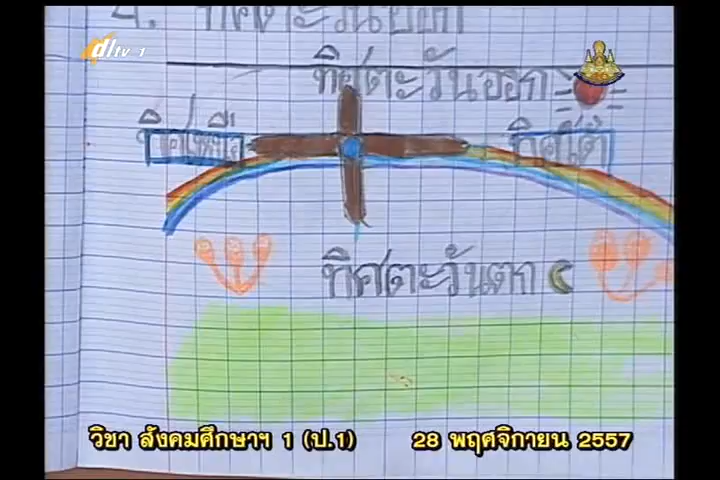 dltv 1
ทิศตะวันออก
ทิศเหนือ
ทิศใต้
ทิศตะวันตก
วิชา สังคมศึกษาฯ 1 (ป.1) 28 พฤศจิกายน 2557